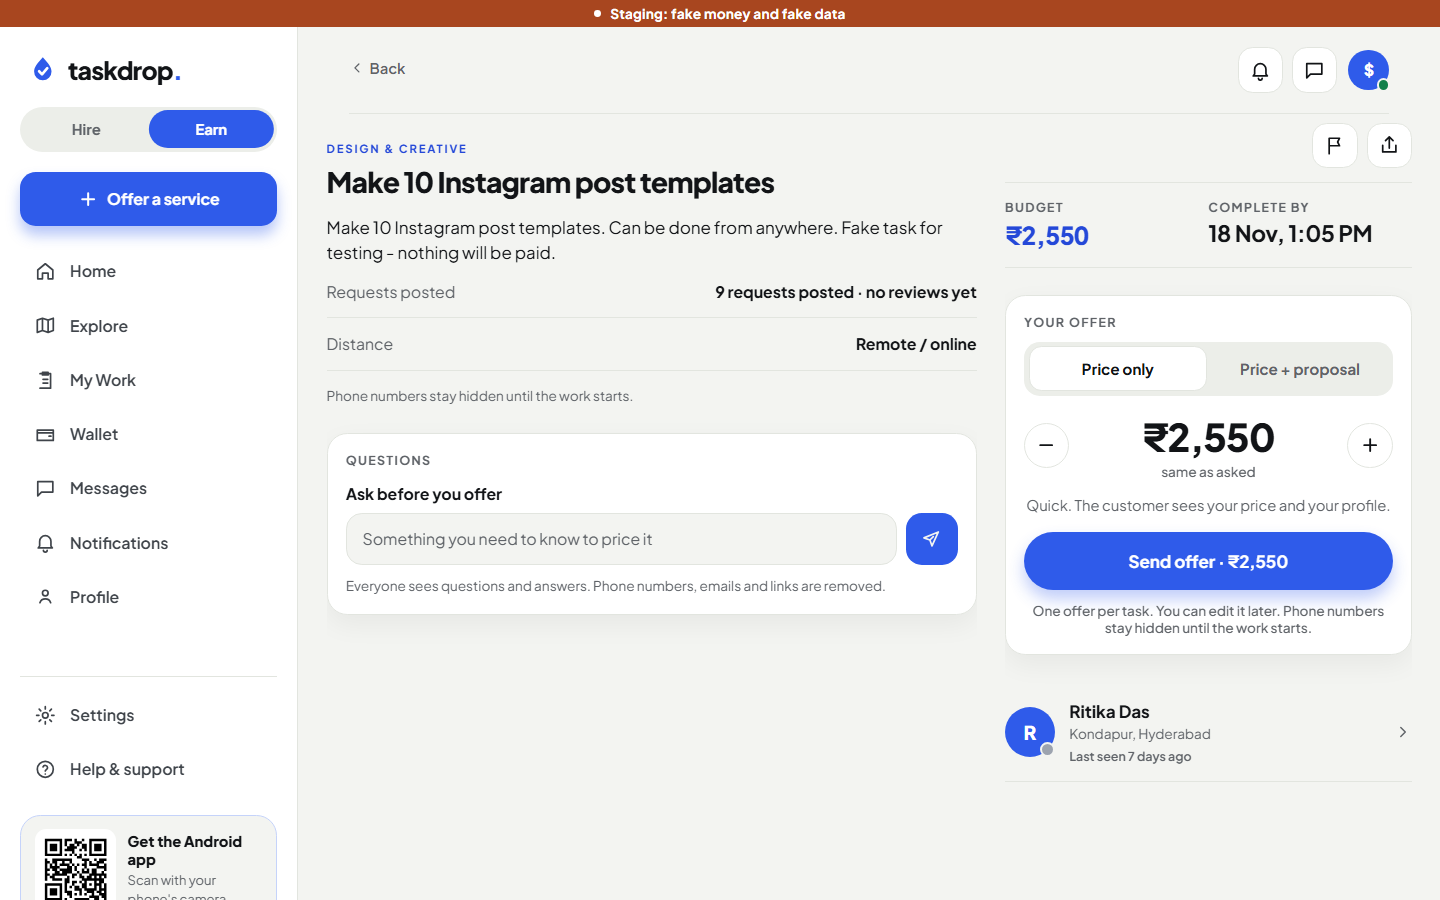 Staging: fake money and fake data
taskdrop.
Hire
Earn
Offer a service
Home
Explore
My Work
Wallet
Messages
Notifications
Profile
Settings
Help & support
Get the Android
app
Scan with your
phone's camera
Back
$
DESIGN & CREATIVE
Make 10 Instagram post templates
Make 10 Instagram post templates. Can be done from anywhere. Fake task for
testing - nothing will be paid.
Requests posted
9 requests posted · no reviews yet
Distance
Remote / online
Phone numbers stay hidden until the work starts.
QUESTIONS
Ask before you offer
Something you need to know to price it
Everyone sees questions and answers. Phone numbers, emails and links are removed.
BUDGET
₹2,550
COMPLETE BY
18 Nov, 1:05 PM
YOUR OFFER
Price only
Price + proposal
₹2,550
same as asked
Quick. The customer sees your price and your profile.
Send offer · ₹2,550
One offer per task. You can edit it later. Phone numbers
stay hidden until the work starts.
R
Ritika Das
Kondapur, Hyderabad
Last seen 7 days ago